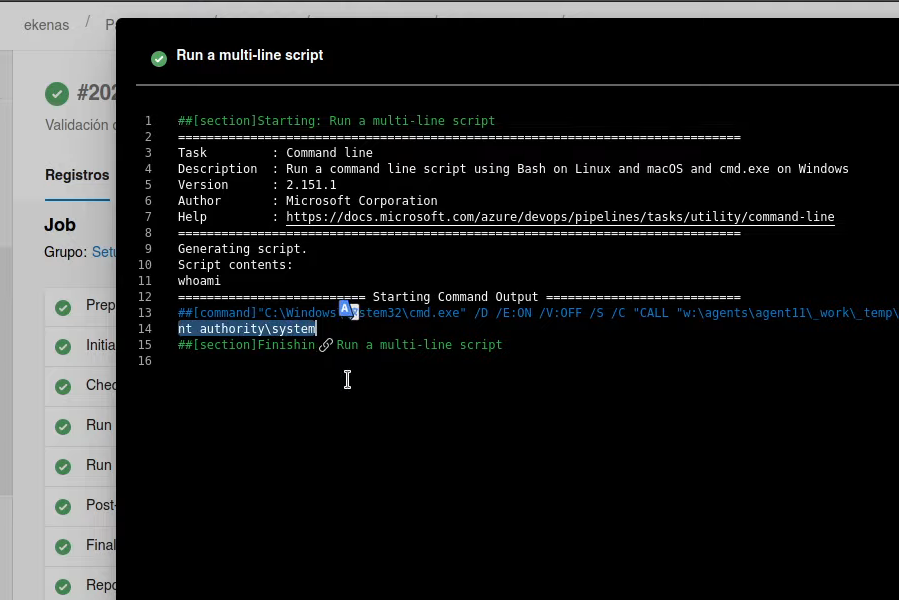 ekenas / P
Run a multi-line script
#202
Validación
Registros
Job
Grupo: Setu
Prep
Initia
Chec
Run
Run
Post-
Final
Repo
1 ##[section]Starting: Run a multi-line script
2 ==============================================================================
3 Task         : Command line
4 Description  : Run a command line script using Bash on Linux and macOS and cmd.exe on Windows
5 Version      : 2.151.1
6 Author       : Microsoft Corporation
7 Help         : https://docs.microsoft.com/azure/devops/pipelines/tasks/utility/command-line
8 ==============================================================================
9 Generating script.
10 Script contents:
11 whoami
12 ========================== Starting Command Output ===========================
13 ##[command]"C:\Windows\system32\cmd.exe" /D /E:ON /V:OFF /S /C "CALL "w:\agents\agent11\_work\_temp\
14 nt authority\system
15 ##[section]Finishin Run a multi-line script
16